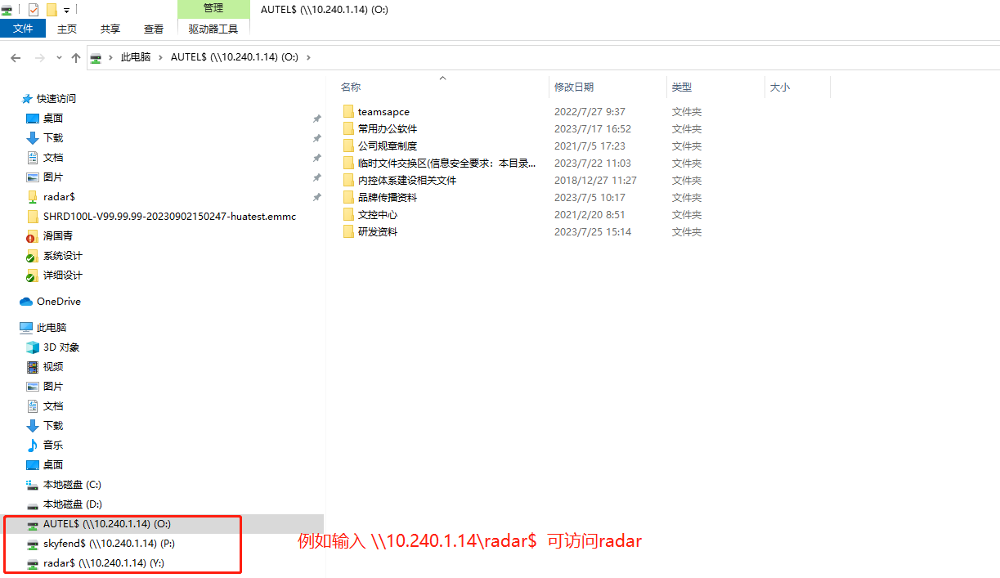 管理
AUTEL$ (\\10.240.1.14) (O:)
文件
主页
共享
查看
驱动器工具
此电脑
AUTEL$ (\\10.240.1.14) (O:)
名称
修改日期
类型
大小
快速访问
桌面
下载
文档
图片
radar$
SHRD100L-V99.99.99-20230902150247-huatest.emmc
滑国青
系统设计
详细设计
OneDrive
此电脑
3D 对象
视频
图片
文档
下载
音乐
桌面
本地磁盘 (C:)
本地磁盘 (D:)
AUTEL$ (\\10.240.1.14) (O:)
skyfend$ (\\10.240.1.14) (P:)
radar$ (\\10.240.1.14) (Y:)
teamsapce 2022/7/27 9:37 文件夹
常用办公软件 2023/7/17 16:52 文件夹
公司规章制度 2021/7/5 17:23 文件夹
临时文件交换区(信息安全要求：本目录... 2023/7/22 11:03 文件夹
内控体系建设相关文件 2018/12/27 11:27 文件夹
品牌传播资料 2023/7/5 10:17 文件夹
文控中心 2021/2/20 8:51 文件夹
研发资料 2023/7/25 15:14 文件夹
例如输入 \\10.240.1.14\radar$ 可访问radar